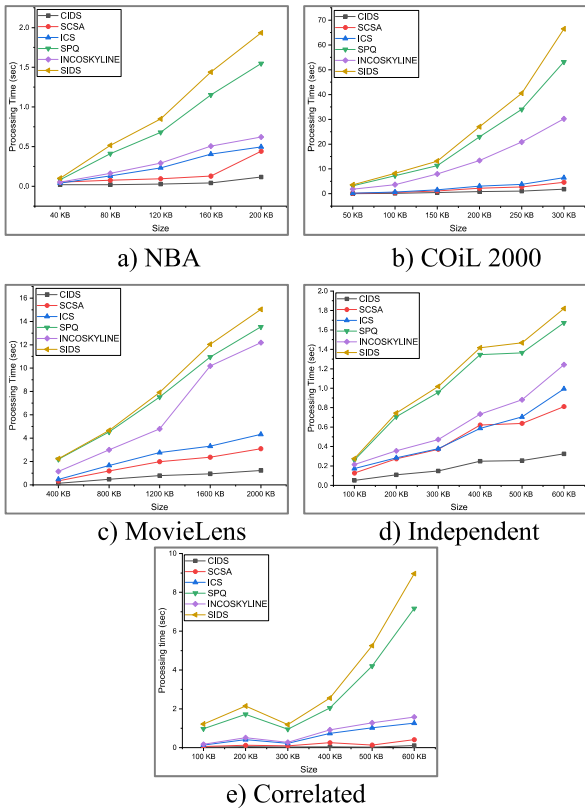 CIDS
SCSA
ICS
SPQ
INCOSKYLINE
SIDS
Processing Time (sec)
2.0
1.5
1.0
0.5
0.0
40 KB 80 KB 120 KB 160 KB 200 KB
Size
a) NBA
CIDS
SCSA
ICS
SPQ
INCOSKYLINE
SIDS
Processing Time (sec)
70
60
50
40
30
20
10
0
50 KB 100 KB 150 KB 200 KB 250 KB 300 KB
Size
b) COiL 2000
CIDS
SCSA
ICS
SPQ
INCOSKYLINE
SIDS
Processing Time (sec)
16
14
12
10
8
6
4
2
0
400 KB 800 KB 1200 KB 1600 KB 2000 KB
Size
c) MovieLens
CIDS
SCSA
ICS
SPQ
INCOSKYLINE
SIDS
Processing Time (sec)
2.0
1.8
1.6
1.4
1.2
1.0
0.8
0.6
0.4
0.2
0.0
100 KB 200 KB 300 KB 400 KB 500 KB 600 KB
Size
d) Independent
CIDS
SCSA
ICS
SPQ
INCOSKYLINE
SIDS
Processing time (sec)
10
8
6
4
2
0
100 KB 200 KB 300 KB 400 KB 500 KB 600 KB
Size
e) Correlated